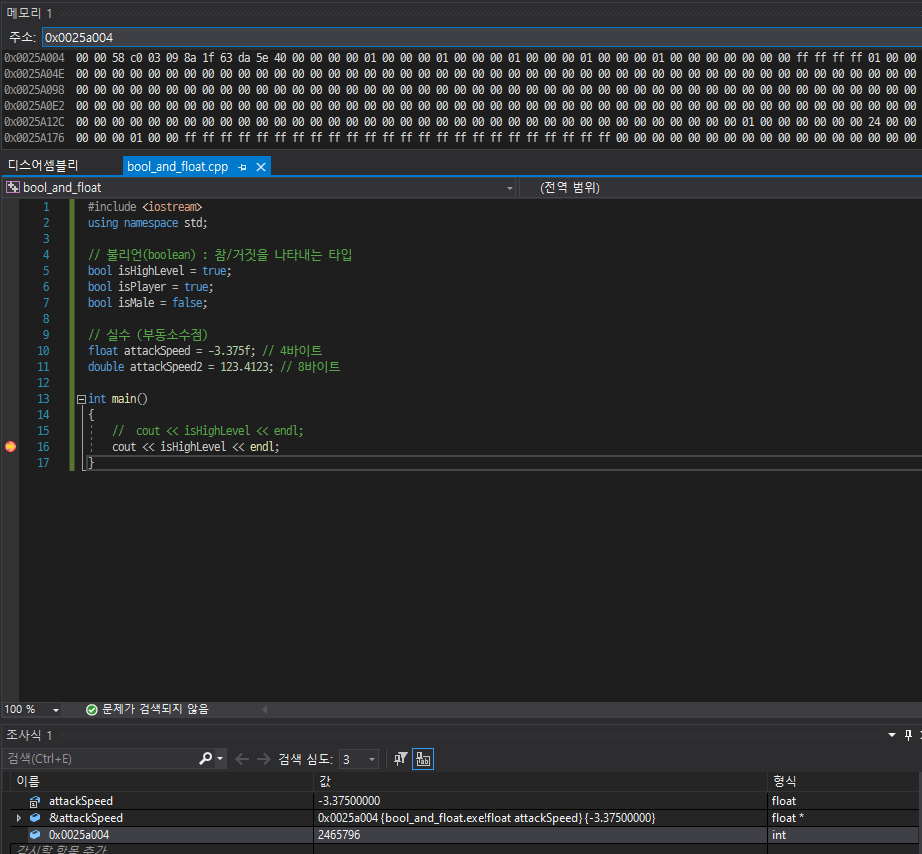 메모리 1
주소: 0x0025a004
0x0025A004 00 00 58 c0 03 09 8a 1f 63 da 5e 40 00 00 00 00 01 00 00 00 01 00 00 00 01 00 00 00 01 00 00 00 01 00 00 00 00 00 00 00 ff ff ff ff 01 00 00
0x0025A04E 00 00 00 00 00 00 00 00 00 00 00 00 00 00 00 00 00 00 00 00 00 00 00 00 00 00 00 00 00 00 00 00 00 00 00 00 00 00 00 00 00 00 00 00 00 00 00
0x0025A098 00 00 00 00 00 00 00 00 00 00 00 00 00 00 00 00 00 00 00 00 00 00 00 00 00 00 00 00 00 00 00 00 00 00 00 00 00 00 00 00 00 00 00 00 00 00 00
0x0025A0E2 00 00 00 00 00 00 00 00 00 00 00 00 00 00 00 00 00 00 00 00 00 00 00 00 00 00 00 00 00 00 00 00 00 00 00 00 00 00 00 00 00 00 00 00 00 00 00
0x0025A12C 00 00 00 00 00 00 00 00 00 00 00 00 00 00 00 00 00 00 00 00 00 00 00 00 00 00 00 00 00 00 00 00 00 00 00 00 00 01 00 00 00 00 00 00 24 00 00
0x0025A176 00 00 00 01 00 00 ff ff ff ff ff ff ff ff ff ff ff ff ff ff ff ff ff ff ff ff ff ff ff ff 00 00 00 00 00 00 00 00 00 00 00 00 00 00 00 00 00
디스어셈블리 bool_and_float.cpp
bool_and_float (전역 범위)
1 #include <iostream>
2 using namespace std;
3
4 // 불리언(boolean) : 참/거짓을 나타내는 타입
5 bool isHighLevel = true;
6 bool isPlayer = true;
7 bool isMale = false;
8
9 // 실수 (부동소수점)
10 float attackSpeed = -3.375f; // 4바이트
11 double attackSpeed2 = 123.4123; // 8바이트
12
13 int main()
14 {
15 // cout << isHighLevel << endl;
16 cout << isHighLevel << endl;
17 }
100 % 문제가 검색되지 않음
조사식 1
검색(Ctrl+E) 검색 심도: 3
이름 값 형식
attackSpeed -3.37500000 float
&attackSpeed 0x0025a004 {bool_and_float.exe!float attackSpeed} {-3.37500000} float *
0x0025a004 2465796 int
감시할 항목 추가